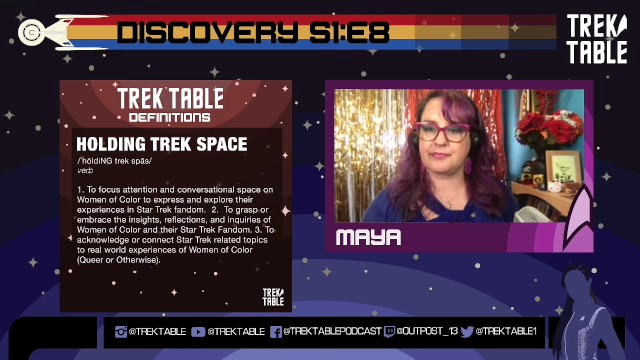 DISCOVERY S1:E8
TREK
TABLE
TREK TABLE
DEFINITIONS
HOLDING TREK SPACE
/ˈhōldiNG trek spās/
verb
1. To focus attention and conversational space on
Women of Color to express and explore their
experiences in Star Trek fandom. 2. To grasp or
embrace the insights, reflections, and inquiries of
Women of Color and their Star Trek Fandom. 3. To
acknowledge or connect Star Trek related topics
to real world experiences of Women of Color
(Queer or Otherwise).
TREK
TABLE
MAYA
@TREKTABLE @TREKTABLE @TREKTABLEPODCAST @OUTPOST_13 @TREKTABLE1